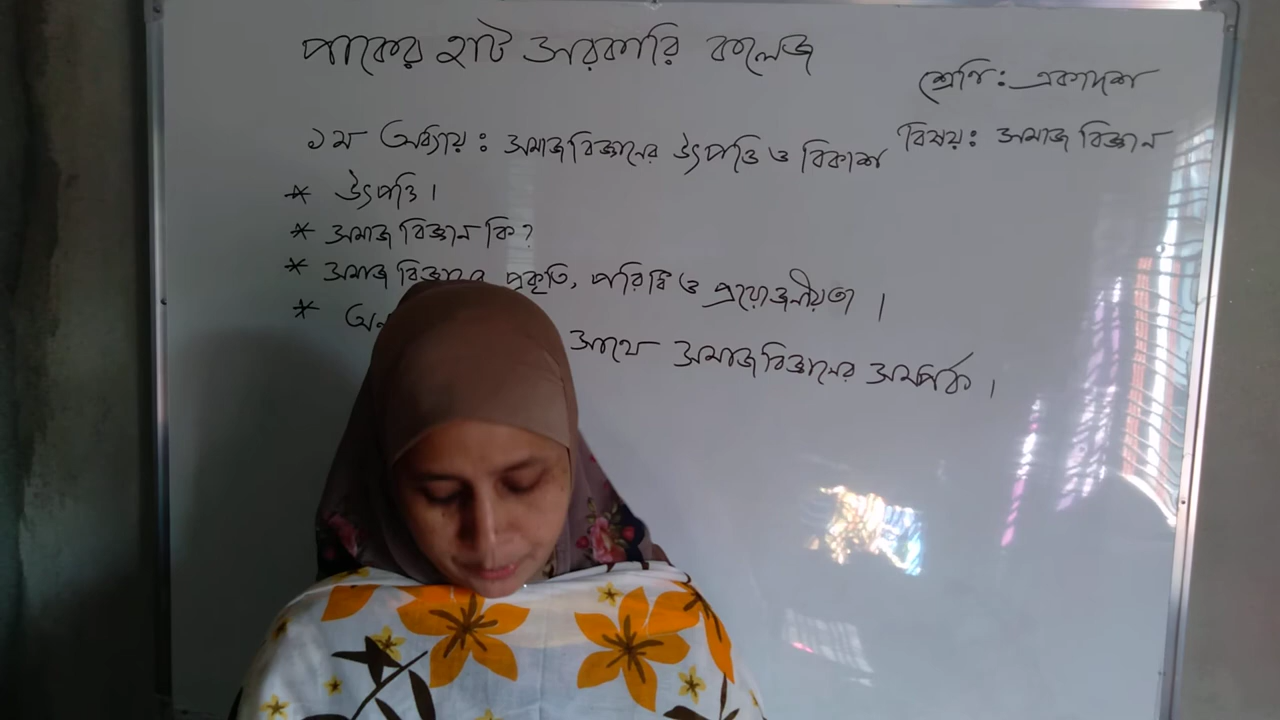 পাকের হাট সরকারি কলেজ
শ্রেণি : একাদশ
বিষয় : সমাজ বিজ্ঞান
১ম অধ্যায় : সমাজবিজ্ঞানের উৎপত্তি ও বিকাশ
* উৎপত্তি।
* সমাজ বিজ্ঞান কি?
* সমাজ বিজ্ঞানের প্রকৃতি, পরিধি ও প্রয়োজনীয়তা।
* সাথে সমাজবিজ্ঞানের সম্পর্ক।